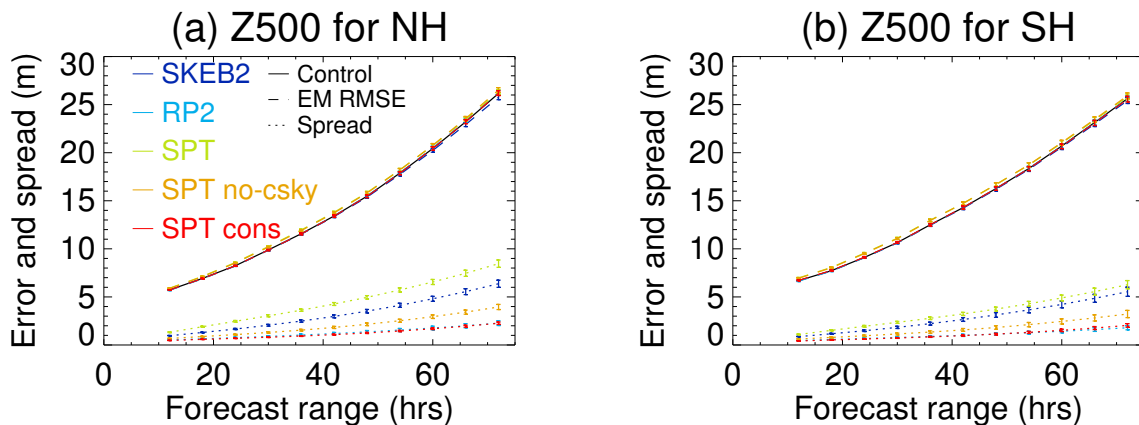 (a) Z500 for NH
Error and spread (m)
30
25
20
15
10
5
0
SKEB2
RP2
SPT
SPT no-csky
SPT cons
Control
EM RMSE
Spread
0 20 40 60
Forecast range (hrs)
(b) Z500 for SH
Error and spread (m)
30
25
20
15
10
5
0
0 20 40 60
Forecast range (hrs)